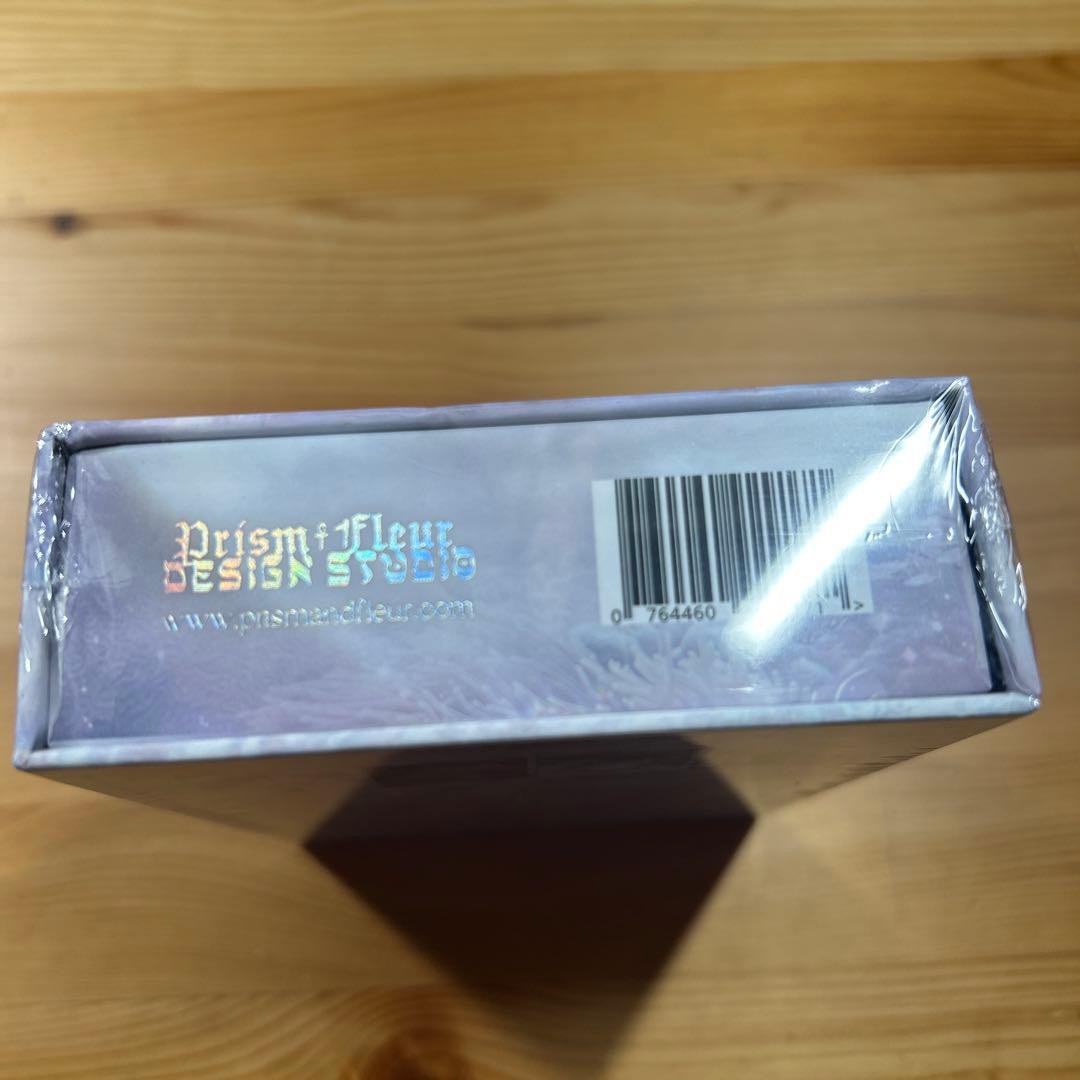 Prism & Fleur
DESIGN STUDIO
www.prismandfleur.com
0 764460